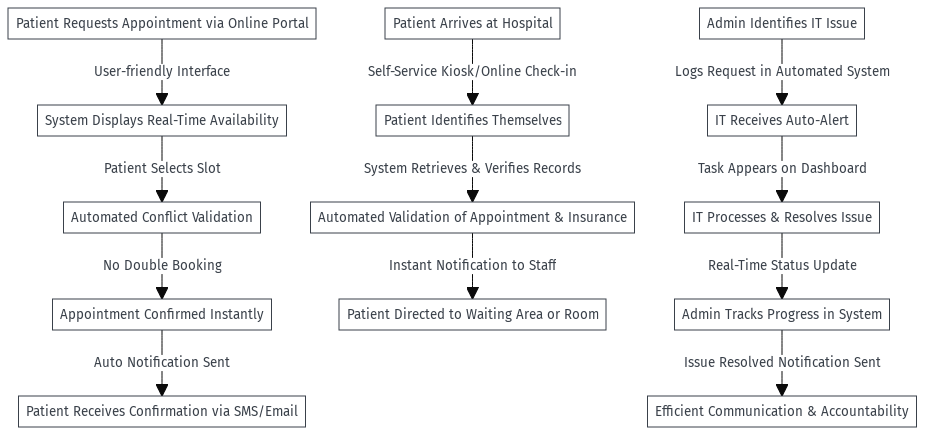 Patient Requests Appointment via Online Portal
User-friendly Interface
System Displays Real-Time Availability
Patient Selects Slot
Automated Conflict Validation
No Double Booking
Appointment Confirmed Instantly
Auto Notification Sent
Patient Receives Confirmation via SMS/Email
Patient Arrives at Hospital
Self-Service Kiosk/Online Check-in
Patient Identifies Themselves
System Retrieves & Verifies Records
Automated Validation of Appointment & Insurance
Instant Notification to Staff
Patient Directed to Waiting Area or Room
Admin Identifies IT Issue
Logs Request in Automated System
IT Receives Auto-Alert
Task Appears on Dashboard
IT Processes & Resolves Issue
Real-Time Status Update
Admin Tracks Progress in System
Issue Resolved Notification Sent
Efficient Communication & Accountability